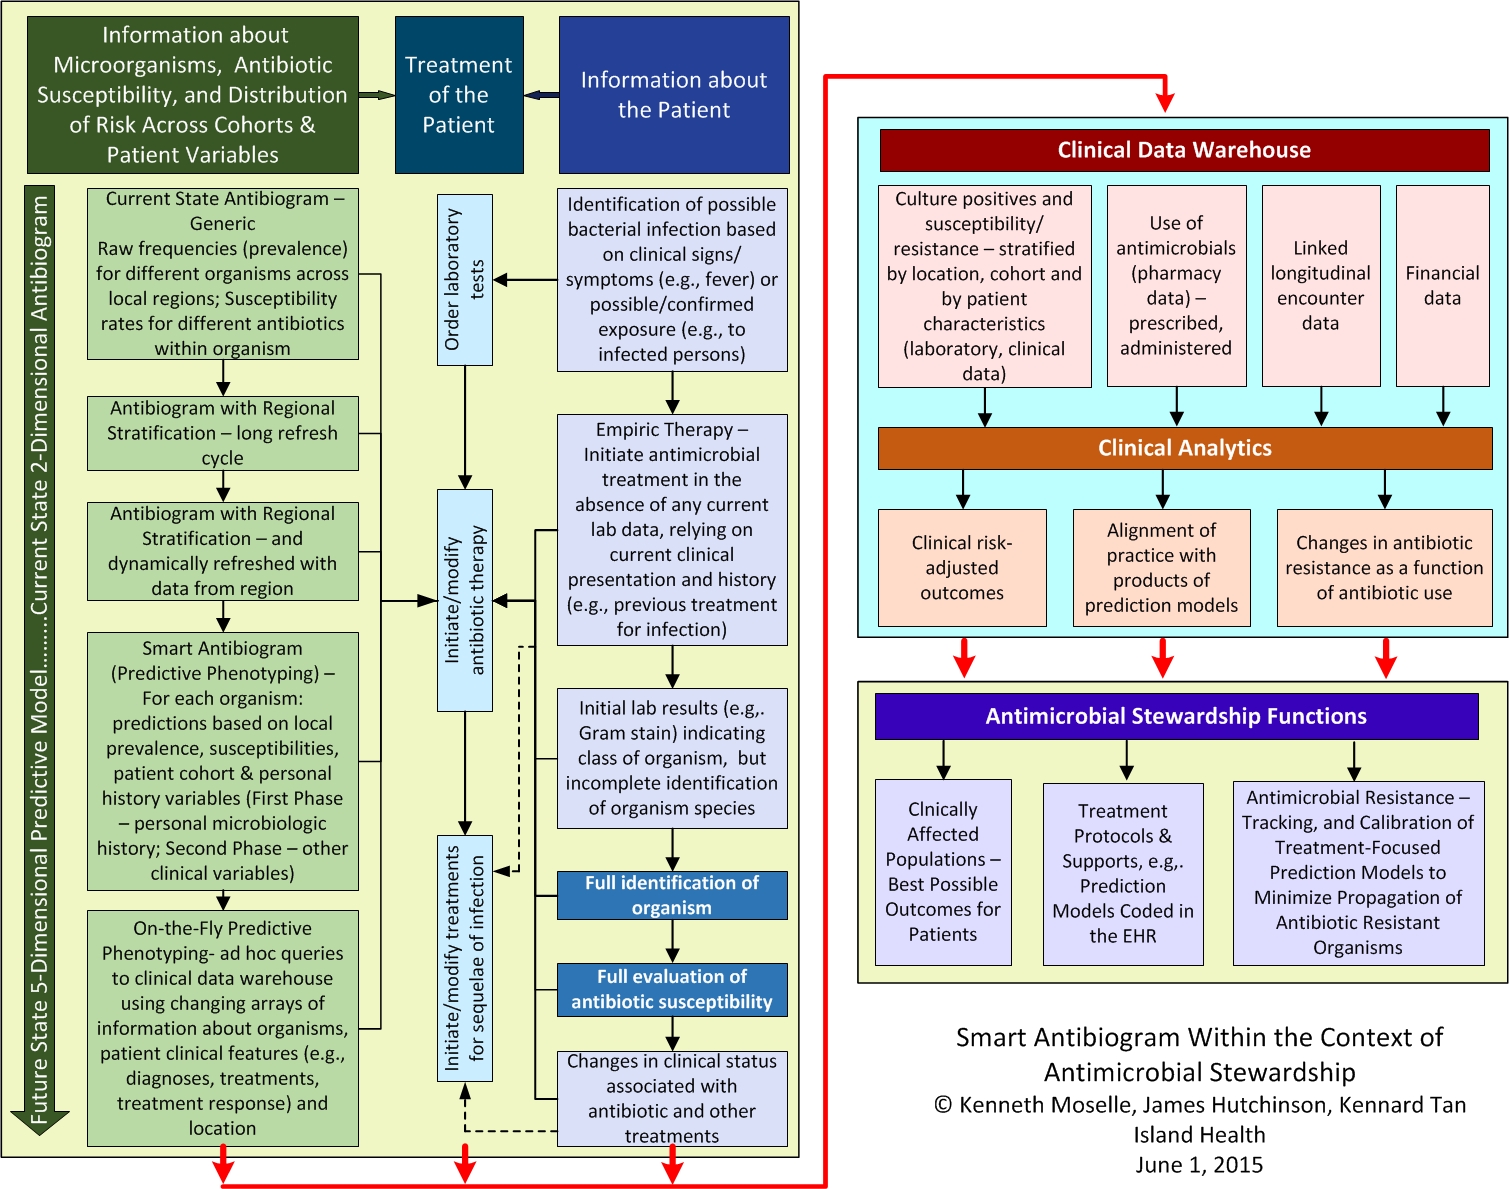 Information about
Microorganisms, Antibiotic
Susceptibility, and Distribution
of Risk Across Cohorts &
Patient Variables
Treatment
of the
Patient
Information about
the Patient
Future State 5-Dimensional Predictive Model.........Current State 2-Dimensional Antibiogram
Current State Antibiogram –
Generic
Raw frequencies (prevalence)
for different organisms across
local regions; Susceptibility
rates for different antibiotics
within organism
Antibiogram with Regional
Stratification – long refresh
cycle
Antibiogram with Regional
Stratification – and
dynamically refreshed with
data from region
Smart Antibiogram
(Predictive Phenotyping) –
For each organism:
predictions based on local
prevalence, susceptibilities,
patient cohort & personal
history variables (First Phase
– personal microbiologic
history; Second Phase – other
clinical variables)
On-the-Fly Predictive
Phenotyping- ad hoc queries
to clinical data warehouse
using changing arrays of
information about organisms,
patient clinical features (e.g.,
diagnoses, treatments,
treatment response) and
location
Order laboratory
tests
Initiate/modify
antibiotic therapy
Initiate/modify treatments
for sequelae of infection
Identification of possible
bacterial infection based
on clinical signs/
symptoms (e.g., fever) or
possible/confirmed
exposure (e.g., to
infected persons)
Empiric Therapy –
Initiate antimicrobial
treatment in the
absence of any current
lab data, relying on
current clinical
presentation and history
(e.g., previous treatment
for infection)
Initial lab results (e.g,.
Gram stain) indicating
class of organism, but
incomplete identification
of organism species
Full identification of
organism
Full evaluation of
antibiotic susceptibility
Changes in clinical status
associated with
antibiotic and other
treatments
Clinical Data Warehouse
Culture positives and
susceptibility/
resistance – stratified
by location, cohort and
by patient
characteristics
(laboratory, clinical
data)
Use of
antimicrobials
(pharmacy
data) –
prescribed,
administered
Linked
longitudinal
encounter
data
Financial
data
Clinical Analytics
Clinical risk-
adjusted
outcomes
Alignment of
practice with
products of
prediction models
Changes in antibiotic
resistance as a function
of antibiotic use
Antimicrobial Stewardship Functions
Clnically
Affected
Populations –
Best Possible
Outcomes for
Patients
Treatment
Protocols &
Supports, e.g,.
Prediction
Models Coded in
the EHR
Antimicrobial Resistance –
Tracking, and Calibration of
Treatment-Focused
Prediction Models to
Minimize Propagation of
Antibiotic Resistant
Organisms
Smart Antibiogram Within the Context of
Antimicrobial Stewardship
© Kenneth Moselle, James Hutchinson, Kennard Tan
Island Health
June 1, 2015